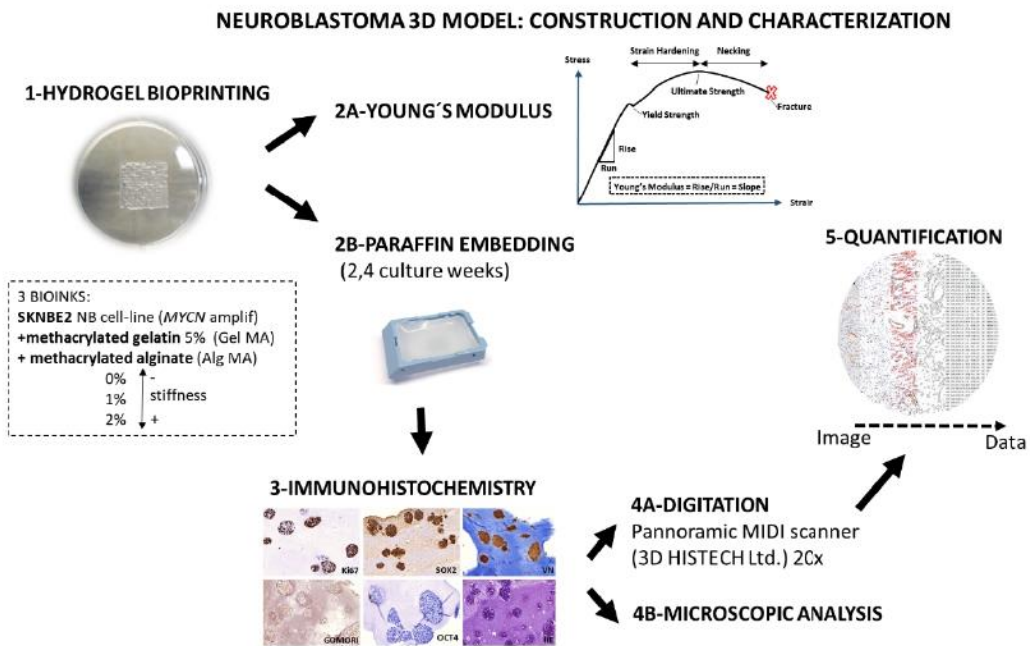 NEUROBLASTOMA 3D MODEL: CONSTRUCTION AND CHARACTERIZATION
1-HYDROGEL BIOPRINTING
2A-YOUNG´S MODULUS
Stress
Strain Hardening
Necking
Ultimate Strength
Yield Strength
Fracture
Rise
Run
Young's Modulus = Rise/Run = Slope
Strain
2B-PARAFFIN EMBEDDING
(2,4 culture weeks)
3 BIOINKS:
SKNBE2 NB cell-line (MYCN amplif)
+methacrylated gelatin 5% (Gel MA)
+ methacrylated alginate (Alg MA)
0% -
1% stiffness
2% +
3-IMMUNOHISTOCHEMISTRY
Ki67
SOX2
VN
GOMORI
OCT4
HE
4A-DIGITATION
Pannoramic MIDI scanner
(3D HISTECH Ltd.) 20x
4B-MICROSCOPIC ANALYSIS
5-QUANTIFICATION
Image Data